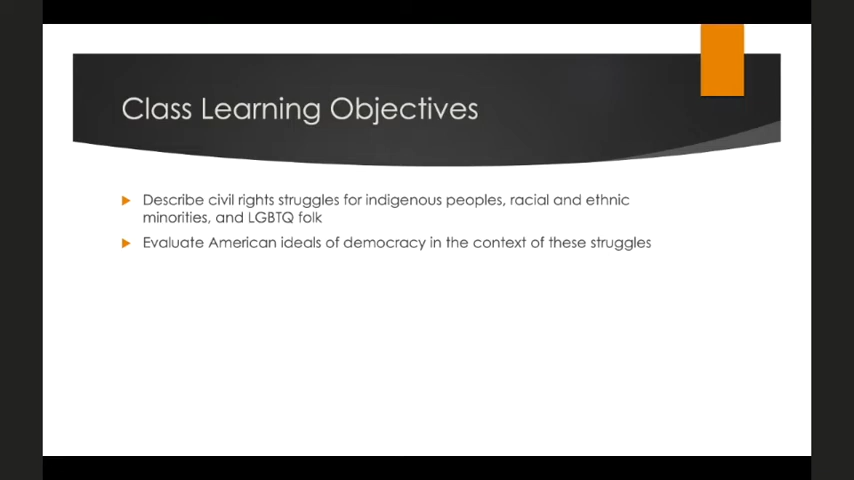 Class Learning Objectives
Describe civil rights struggles for indigenous peoples, racial and ethnic
minorities, and LGBTQ folk
Evaluate American ideals of democracy in the context of these struggles